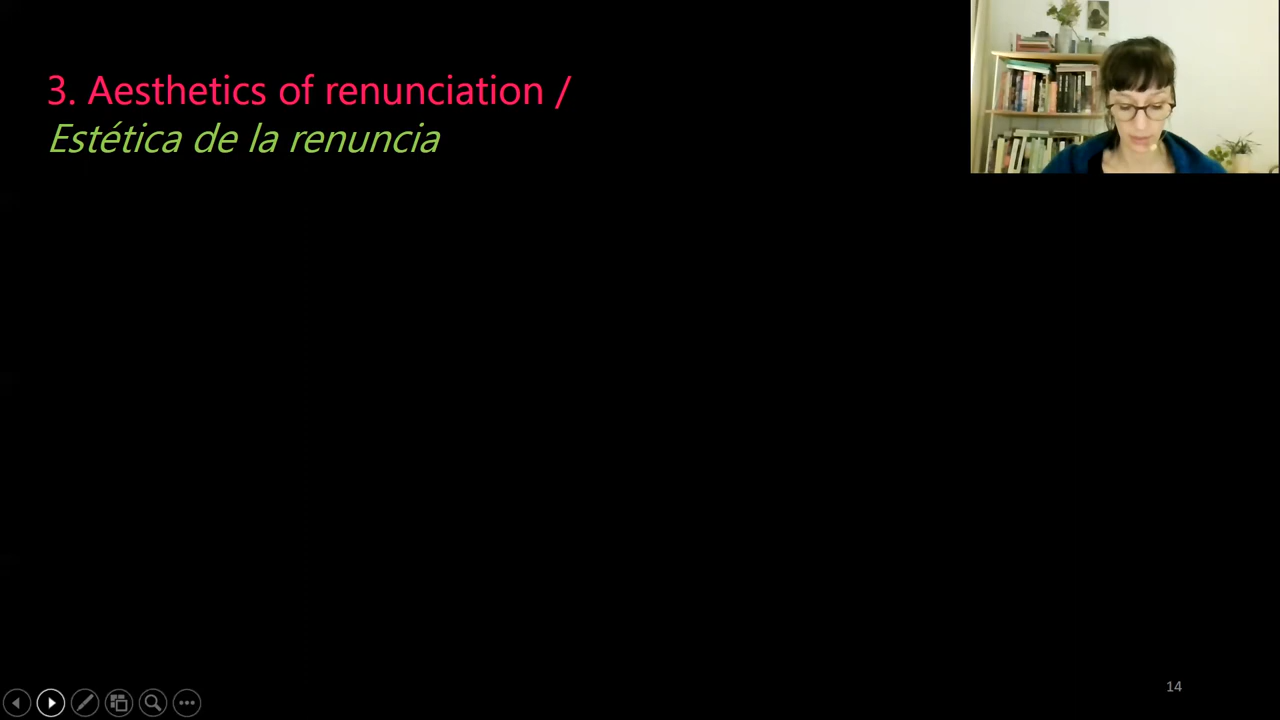 3. Aesthetics of renunciation /
Estética de la renuncia
14